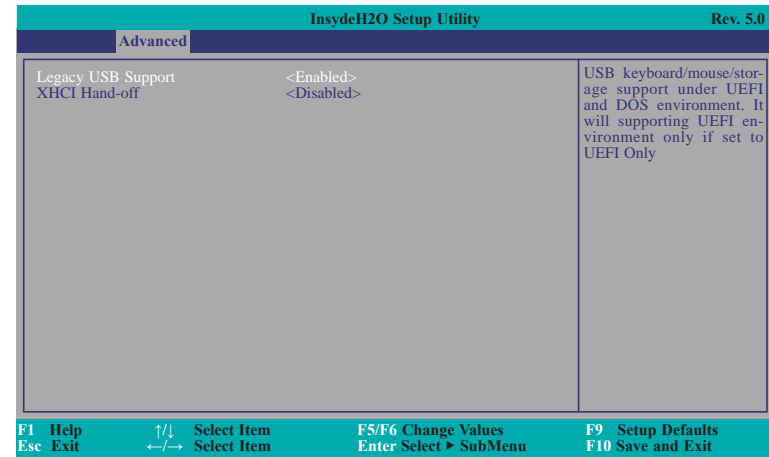 InsydeH2O Setup Utility Rev. 5.0
Advanced
Legacy USB Support <Enabled>
XHCI Hand-off <Disabled>
USB keyboard/mouse/stor-
age support under UEFI
and DOS environment. It
will supporting UEFI en-
vironment only if set to
UEFI Only
F1 Help ↑/↓ Select Item F5/F6 Change Values F9 Setup Defaults
Esc Exit ←/→ Select Item Enter Select ▶ SubMenu F10 Save and Exit